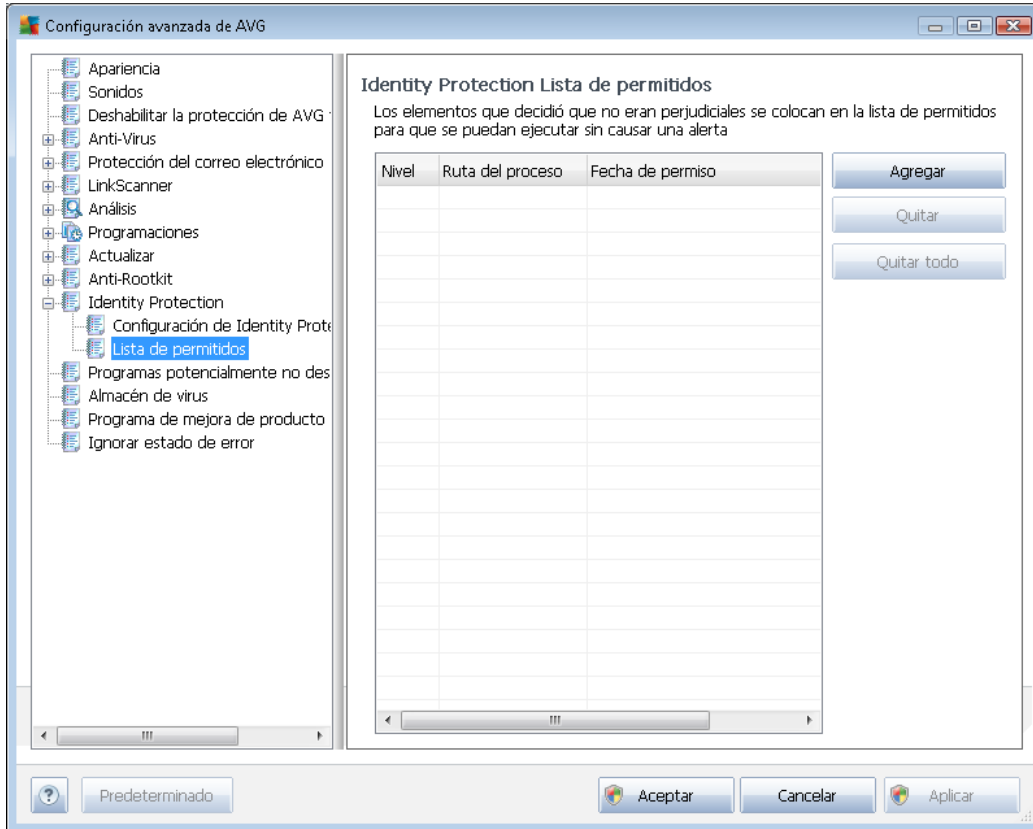 Configuración avanzada de AVG
Apariencia
Sonidos
Deshabilitar la protección de AVG
Anti-Virus
Protección del correo electrónico
LinkScanner
Análisis
Programaciones
Actualizar
Anti-Rootkit
Identity Protection
Configuración de Identity Prote
Lista de permitidos
Programas potencialmente no des
Almacén de virus
Programa de mejora de producto
Ignorar estado de error
Identity Protection Lista de permitidos
Los elementos que decidió que no eran perjudiciales se colocan en la lista de permitidos
para que se puedan ejecutar sin causar una alerta
Nivel Ruta del proceso Fecha de permiso
Agregar
Quitar
Quitar todo
? Predeterminado Aceptar Cancelar Aplicar